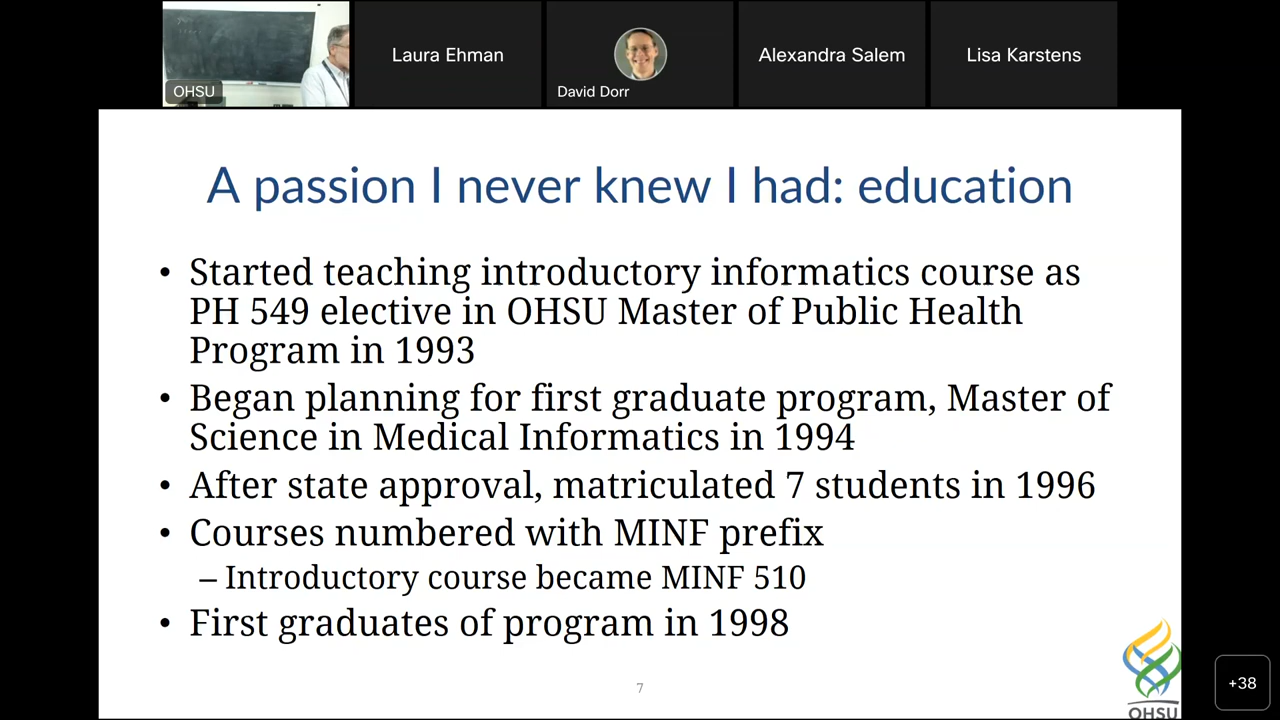 OHSU
Laura Ehman
David Dorr
Alexandra Salem
Lisa Karstens
A passion I never knew I had: education
• Started teaching introductory informatics course as
PH 549 elective in OHSU Master of Public Health
Program in 1993
• Began planning for first graduate program, Master of
Science in Medical Informatics in 1994
• After state approval, matriculated 7 students in 1996
• Courses numbered with MINF prefix
– Introductory course became MINF 510
• First graduates of program in 1998
7
OHSU
+38